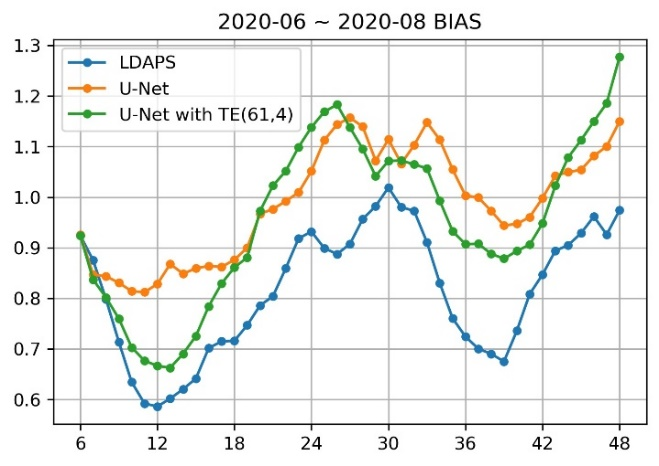 2020-06 ~ 2020-08 BIAS
LDAPS
U-Net
U-Net with TE(61,4)
1.3
1.2
1.1
1.0
0.9
0.8
0.7
0.6
6 12 18 24 30 36 42 48